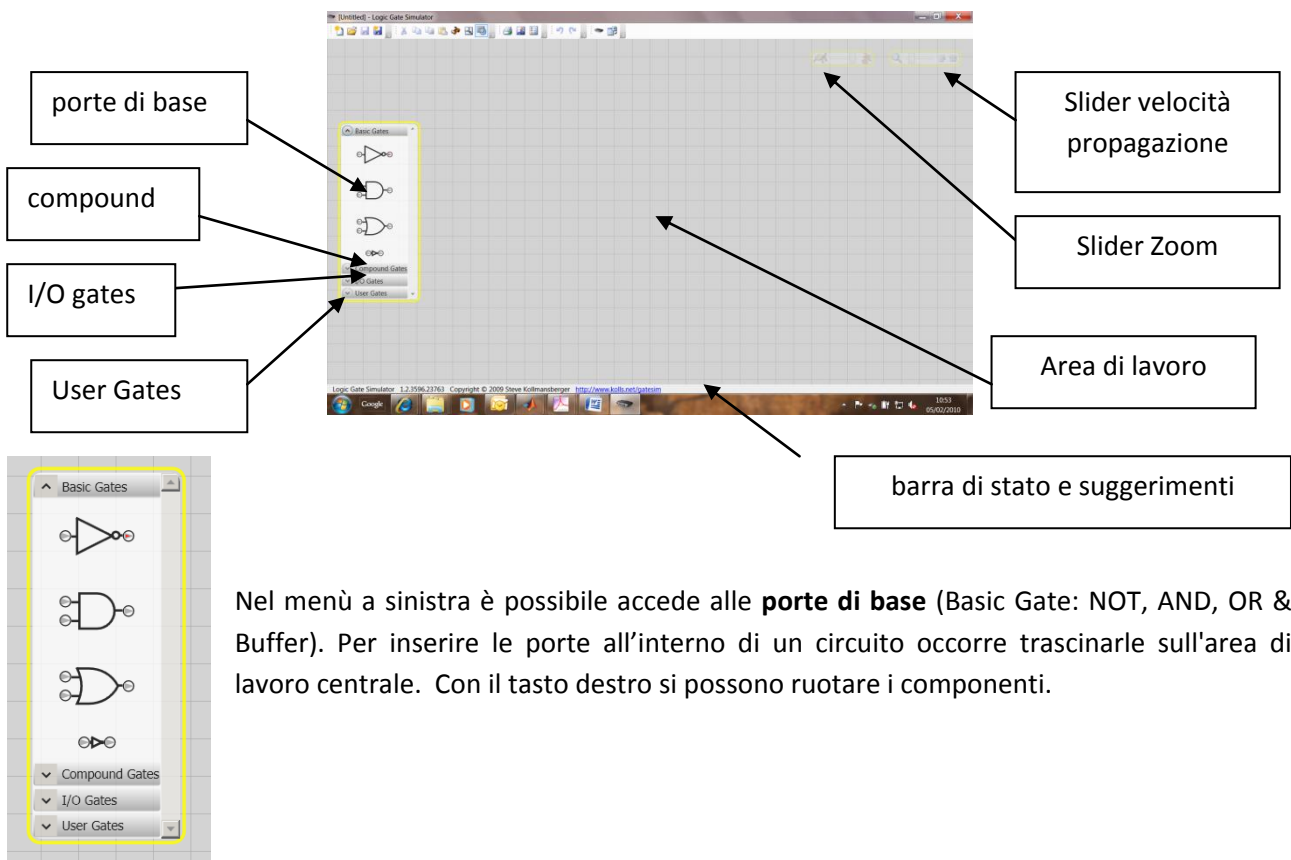 [Untitled] - Logic Gate Simulator
porte di base
compound
I/O gates
User Gates
Basic Gates
Compound Gates
I/O Gates
User Gates
Slider velocità
propagazione
Slider Zoom
Area di lavoro
Logic Gate Simulator 1.2.3596.23763 Copyright © 2009 Steve Kollmansberger http://www.kolls.net/gatesim
Google
10:53
05/02/2010
barra di stato e suggerimenti
Basic Gates
Compound Gates
I/O Gates
User Gates
Nel menù a sinistra è possibile accede alle porte di base (Basic Gate: NOT, AND, OR &
Buffer). Per inserire le porte all’interno di un circuito occorre trascinarle sull'area di
lavoro centrale. Con il tasto destro si possono ruotare i componenti.